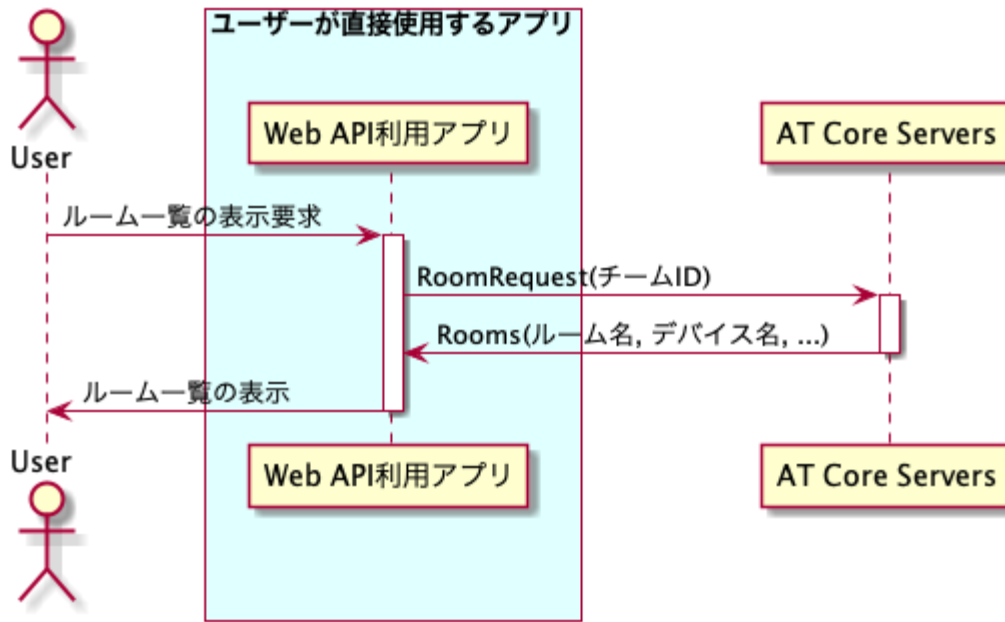 ユーザーが直接使用するアプリ
User
Web API利用アプリ
AT Core Servers
ルーム一覧の表示要求
RoomRequest(チームID)
Rooms(ルーム名, デバイス名, ...)
ルーム一覧の表示
User
Web API利用アプリ
AT Core Servers